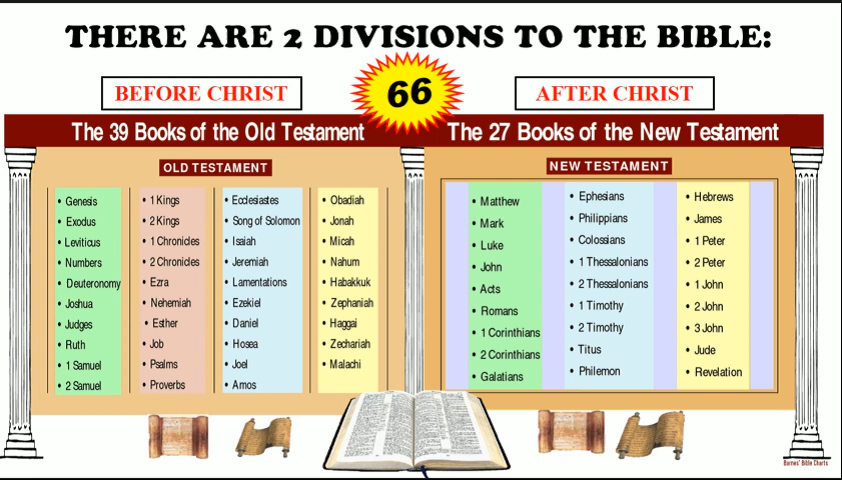 THERE ARE 2 DIVISIONS TO THE BIBLE:
BEFORE CHRIST
66
AFTER CHRIST
The 39 Books of the Old Testament
The 27 Books of the New Testament
OLD TESTAMENT
• Genesis
• Exodus
• Leviticus
• Numbers
• Deuteronomy
• Joshua
• Judges
• Ruth
• 1 Samuel
• 2 Samuel
• 1 Kings
• 2 Kings
• 1 Chronicles
• 2 Chronicles
• Ezra
• Nehemiah
• Esther
• Job
• Psalms
• Proverbs
• Ecclesiastes
• Song of Solomon
• Isaiah
• Jeremiah
• Lamentations
• Ezekiel
• Daniel
• Hosea
• Joel
• Amos
• Obadiah
• Jonah
• Micah
• Nahum
• Habakkuk
• Zephaniah
• Haggai
• Zechariah
• Malachi
NEW TESTAMENT
• Matthew
• Mark
• Luke
• John
• Acts
• Romans
• 1 Corinthians
• 2 Corinthians
• Galatians
• Ephesians
• Philippians
• Colossians
• 1 Thessalonians
• 2 Thessalonians
• 1 Timothy
• 2 Timothy
• Titus
• Philemon
• Hebrews
• James
• 1 Peter
• 2 Peter
• 1 John
• 2 John
• 3 John
• Jude
• Revelation
Barnes' Bible Charts